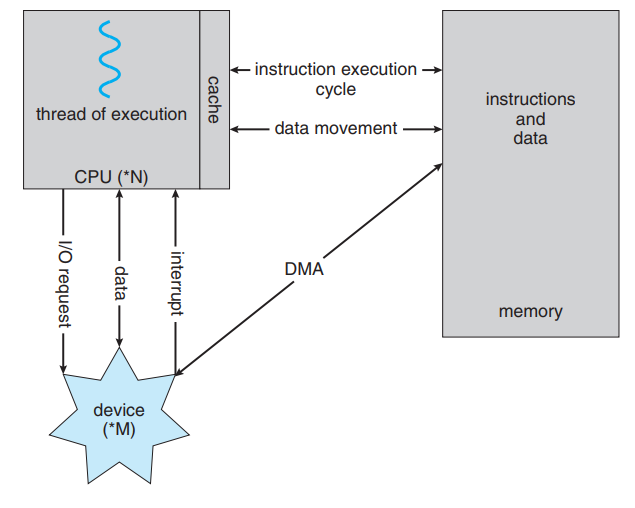 thread of execution
cache
CPU (*N)
instruction execution
cycle
data movement
instructions
and
data
memory
I/O request
data
interrupt
DMA
device
(*M)